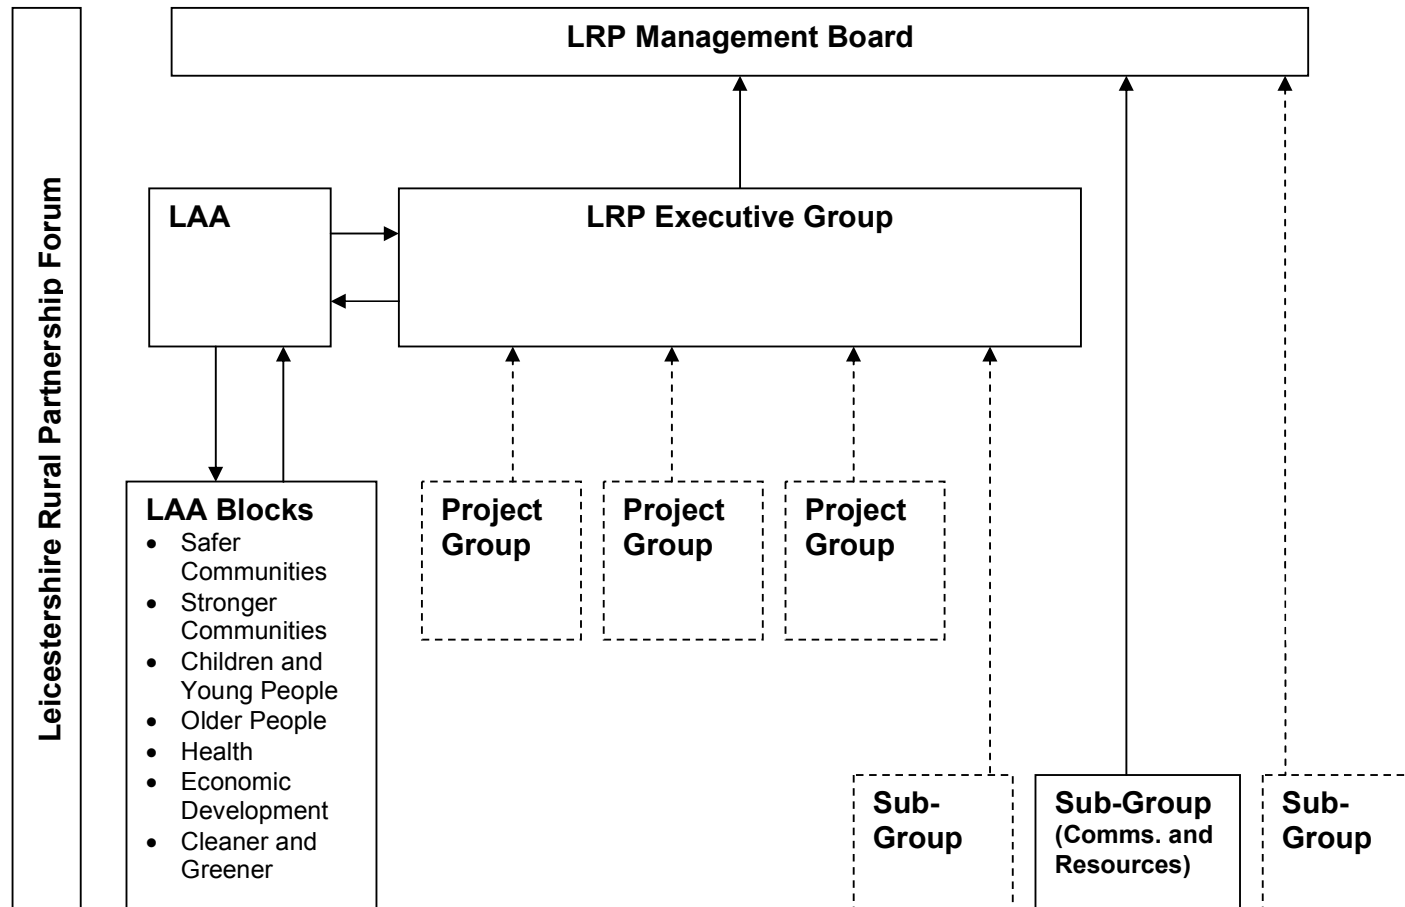 Leicestershire Rural Partnership Forum
LRP Management Board
LAA
LRP Executive Group
LAA Blocks
• Safer
Communities
• Stronger
Communities
• Children and
Young People
• Older People
• Health
• Economic
Development
• Cleaner and
Greener
Project
Group
Project
Group
Project
Group
Sub-
Group
Sub-Group
(Comms. and
Resources)
Sub-
Group